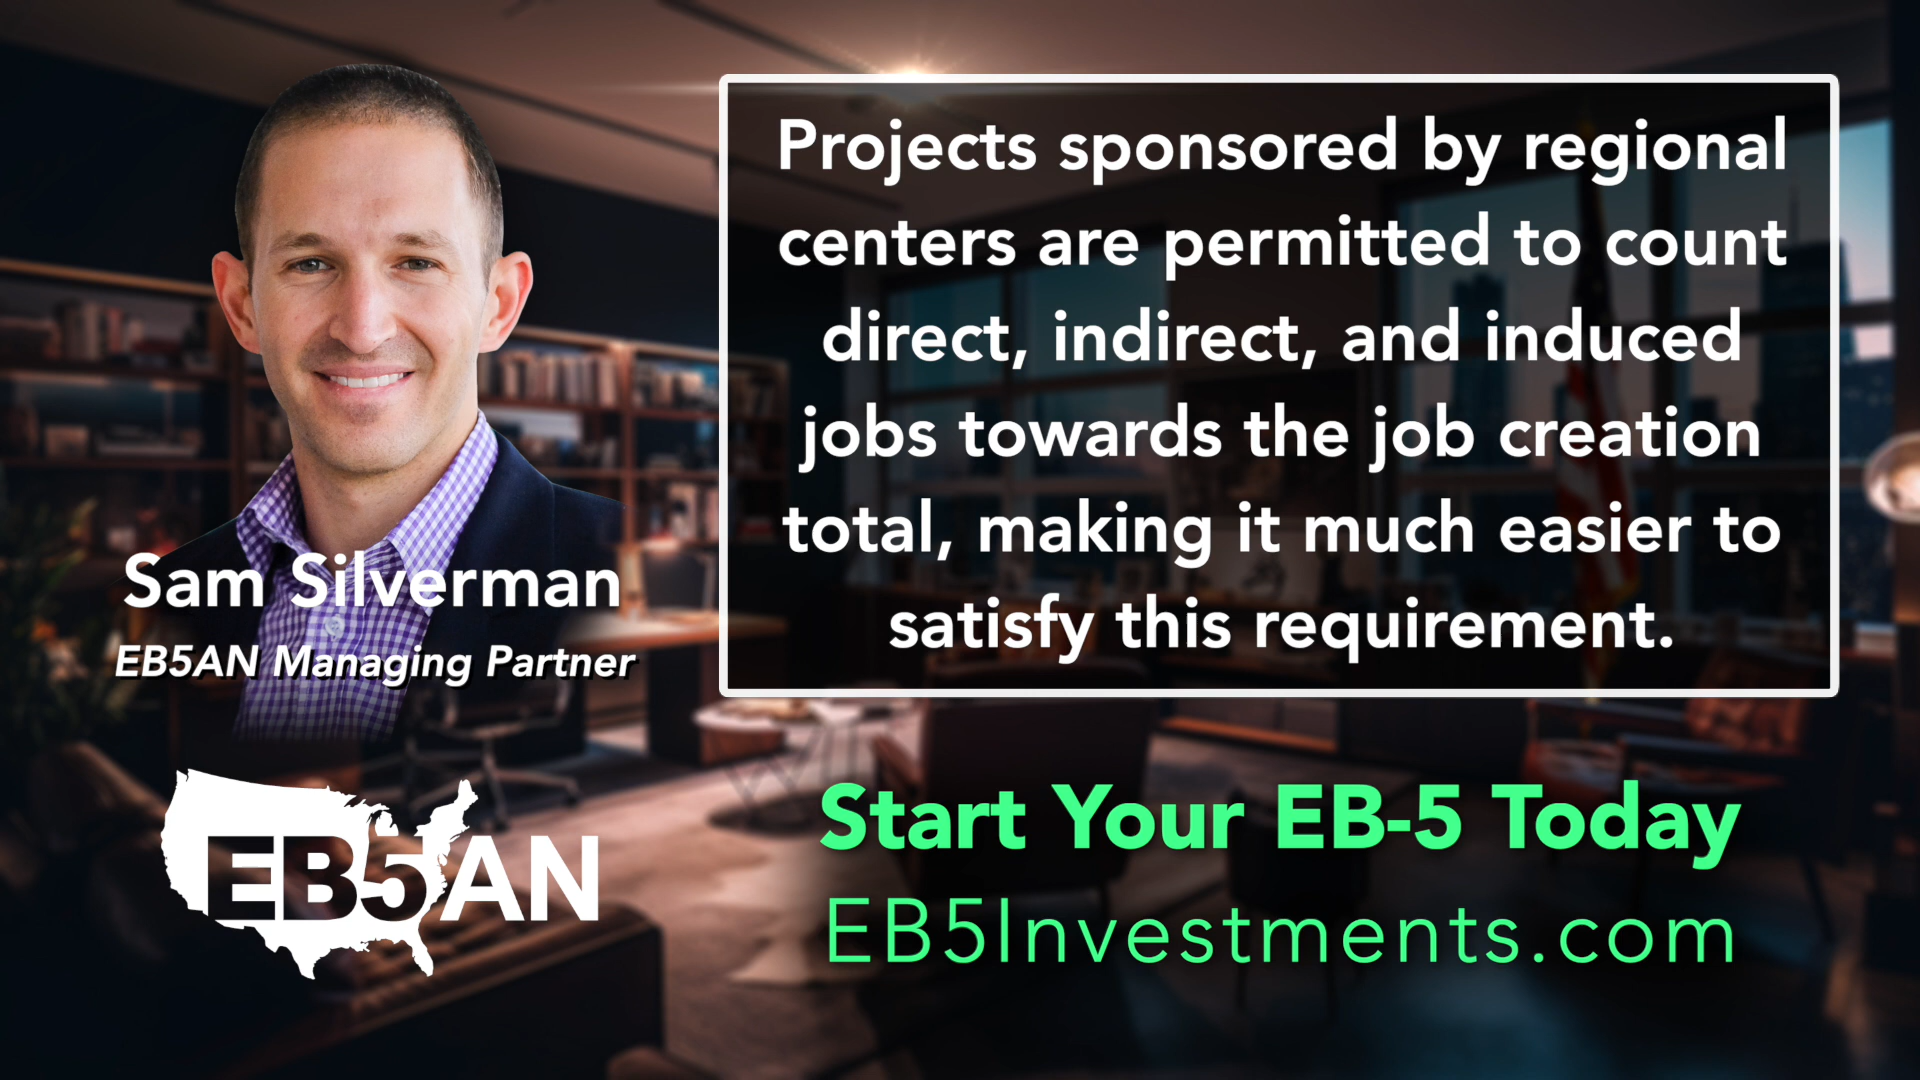 Projects sponsored by regional
centers are permitted to count
direct, indirect, and induced
jobs towards the job creation
total, making it much easier to
satisfy this requirement.
Sam Silverman
EB5AN Managing Partner
EB5AN
Start Your EB-5 Today
EB5Investments.com